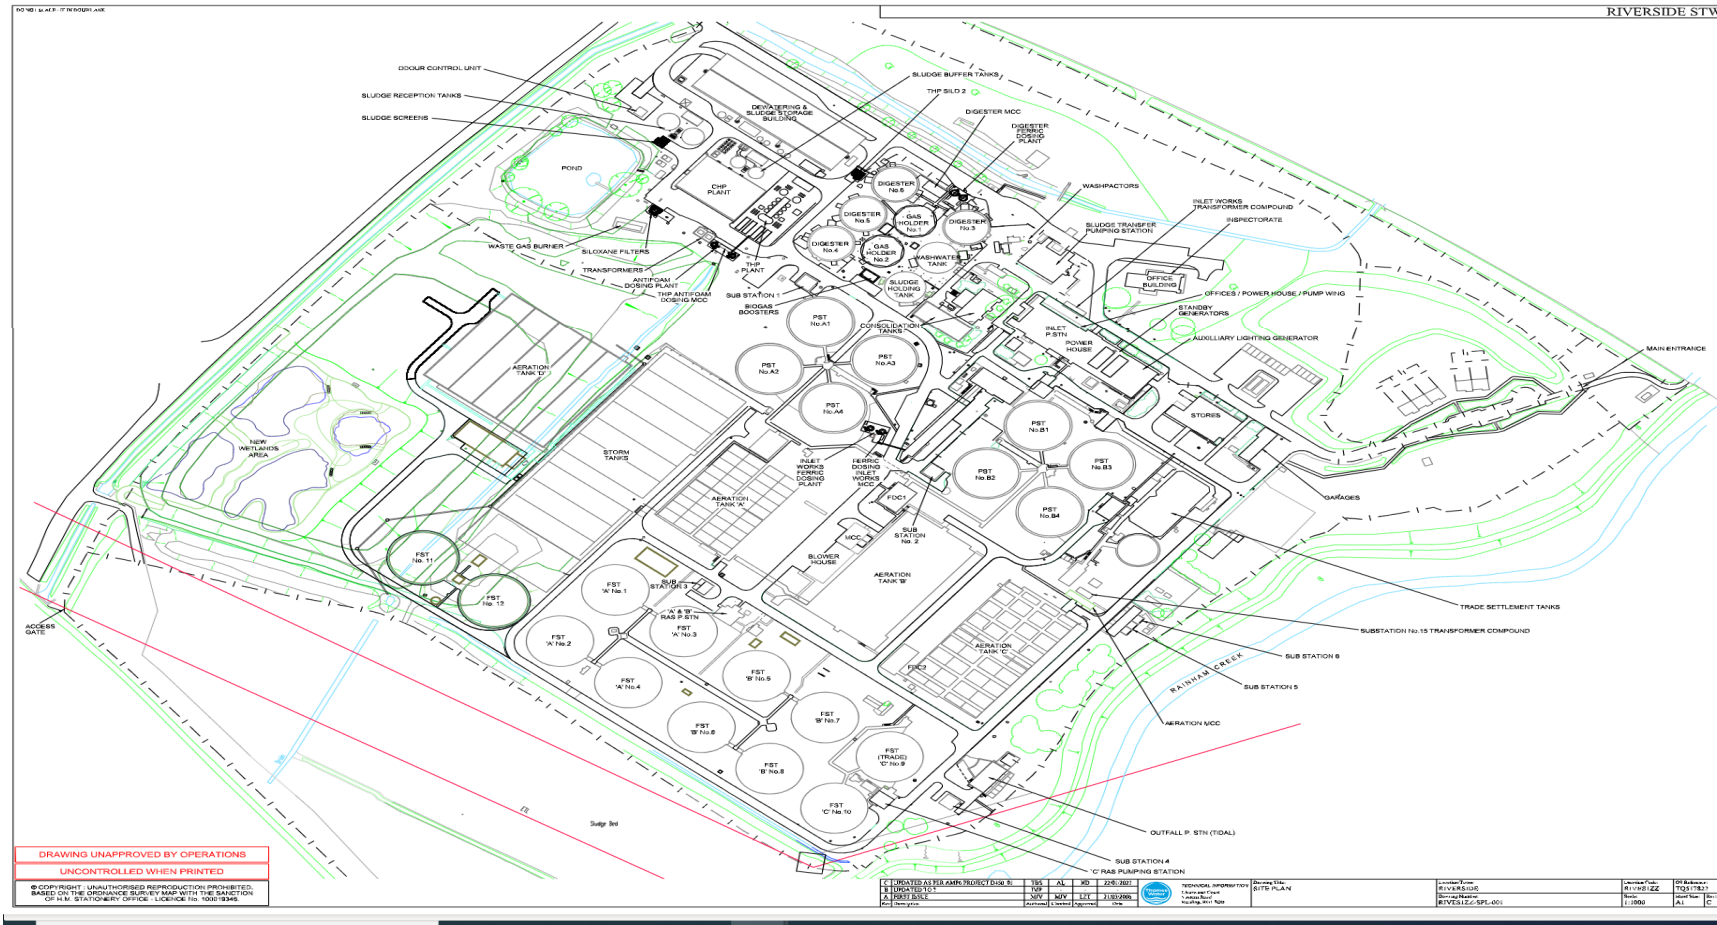 RIVERSIDE STW
ODOUR CONTROL UNIT
SLUDGE RECEPTION TANKS
SLUDGE SCREENS
POND
DEWATERING &
SLUDGE STORAGE
BUILDING
CHP
PLANT
SLUDGE BUFFER TANKS
THP SILO 2
DIGESTER MCC
DIGESTER
FERRIC
DOSING
PLANT
WASHPACTORS
INLET WORKS
TRANSFORMER COMPOUND
INSPECTORATE
SLUDGE TRANSFER
PUMPING STATION
DIGESTER
No.6
DIGESTER
No.5
GAS
HOLDER
No.1
DIGESTER
No.3
DIGESTER
No.4
GAS
HOLDER
No.2
WASHWATER
TANK
SLUDGE
HOLDING
TANK
OFFICE
BUILDING
WASTE GAS BURNER
SILOXANE FILTERS
TRANSFORMERS
ANTIFOAM
DOSING PLANT
THP ANTIFOAM
DOSING MCC
THP
PLANT
SUB STATION 1
BIOGAS
BOOSTERS
OFFICES / POWER HOUSE / PUMP WING
STANDBY
GENERATORS
AUXILLIARY LIGHTING GENERATOR
MAIN ENTRANCE
CONSOLIDATION
TANKS
INLET
P.STN
POWER
HOUSE
PST
No.A1
PST
No.A2
PST
No.A3
PST
No.A4
AERATION
TANK 'D'
NEW
WETLANDS
AREA
STORM
TANKS
STORES
GARAGES
PST
No.B1
PST
No.B2
PST
No.B3
PST
No.B4
INLET
WORKS
FERRIC
DOSING
PLANT
FERRIC
DOSING
INLET
WORKS
MCC
AERATION
TANK 'A'
FDC1
SUB
STATION
No. 2
MCC
BLOWER
HOUSE
AERATION
TANK 'B'
FST
No. 11
FST
No. 12
FST
'A' No.1
SUB
STATION 3
'A' & 'B'
RAS P.STN
FST
'A' No.2
FST
'A' No.3
FST
'A' No.4
FST
'B' No.5
FST
'B' No.6
FST
'B' No.7
FST
'B' No.8
FST
(TRADE)
'C' No.9
FST
'C' No.10
FDC2
AERATION
TANK 'C'
TRADE SETTLEMENT TANKS
SUBSTATION No.15 TRANSFORMER COMPOUND
SUB STATION 6
SUB STATION 5
AERATION MCC
RAINHAM CREEK
OUTFALL P. STN (TIDAL)
SUB STATION 4
'C' RAS PUMPING STATION
ACCESS
GATE
Sludge Bed
DRAWING UNAPPROVED BY OPERATIONS
UNCONTROLLED WHEN PRINTED
© COPYRIGHT : UNAUTHORISED REPRODUCTION PROHIBITED.
BASED ON THE ORDNANCE SURVEY MAP WITH THE SANCTION
OF H.M. STATIONERY OFFICE - LICENCE No. 100019345.
TECHNICAL INFORMATION
SITE PLAN
RIVERSIDE